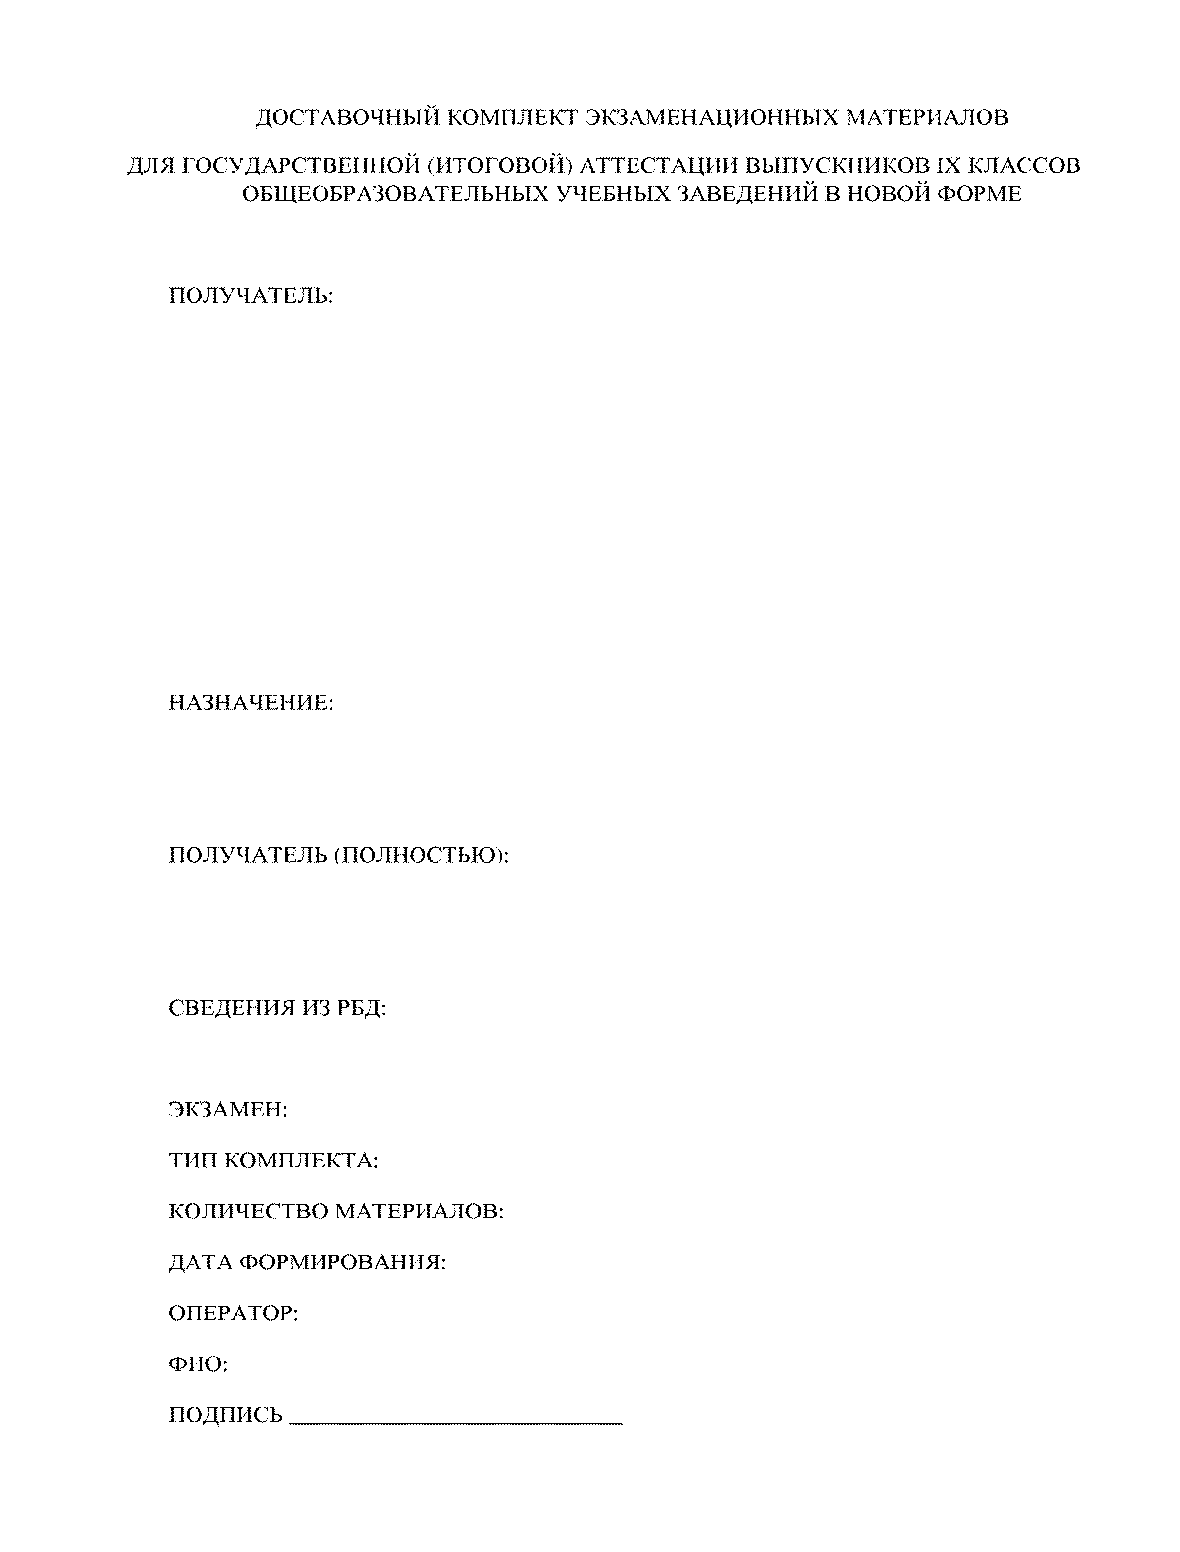 ДОСТАВОЧНЫЙ КОМПЛЕКТ ЭКЗАМЕНАЦИОННЫХ МАТЕРИАЛОВ
ДЛЯ ГОСУДАРСТВЕННОЙ (ИТОГОВОЙ) АТТЕСТАЦИИ ВЫПУСКНИКОВ IX КЛАССОВ
ОБЩЕОБРАЗОВАТЕЛЬНЫХ УЧЕБНЫХ ЗАВЕДЕНИЙ В НОВОЙ ФОРМЕ
ПОЛУЧАТЕЛЬ:
НАЗНАЧЕНИЕ:
ПОЛУЧАТЕЛЬ (ПОЛНОСТЬЮ):
СВЕДЕНИЯ ИЗ РБД:
ЭКЗАМЕН:
ТИП КОМПЛЕКТА:
КОЛИЧЕСТВО МАТЕРИАЛОВ:
ДАТА ФОРМИРОВАНИЯ:
ОПЕРАТОР:
ФИО:
ПОДПИСЬ ____________________________